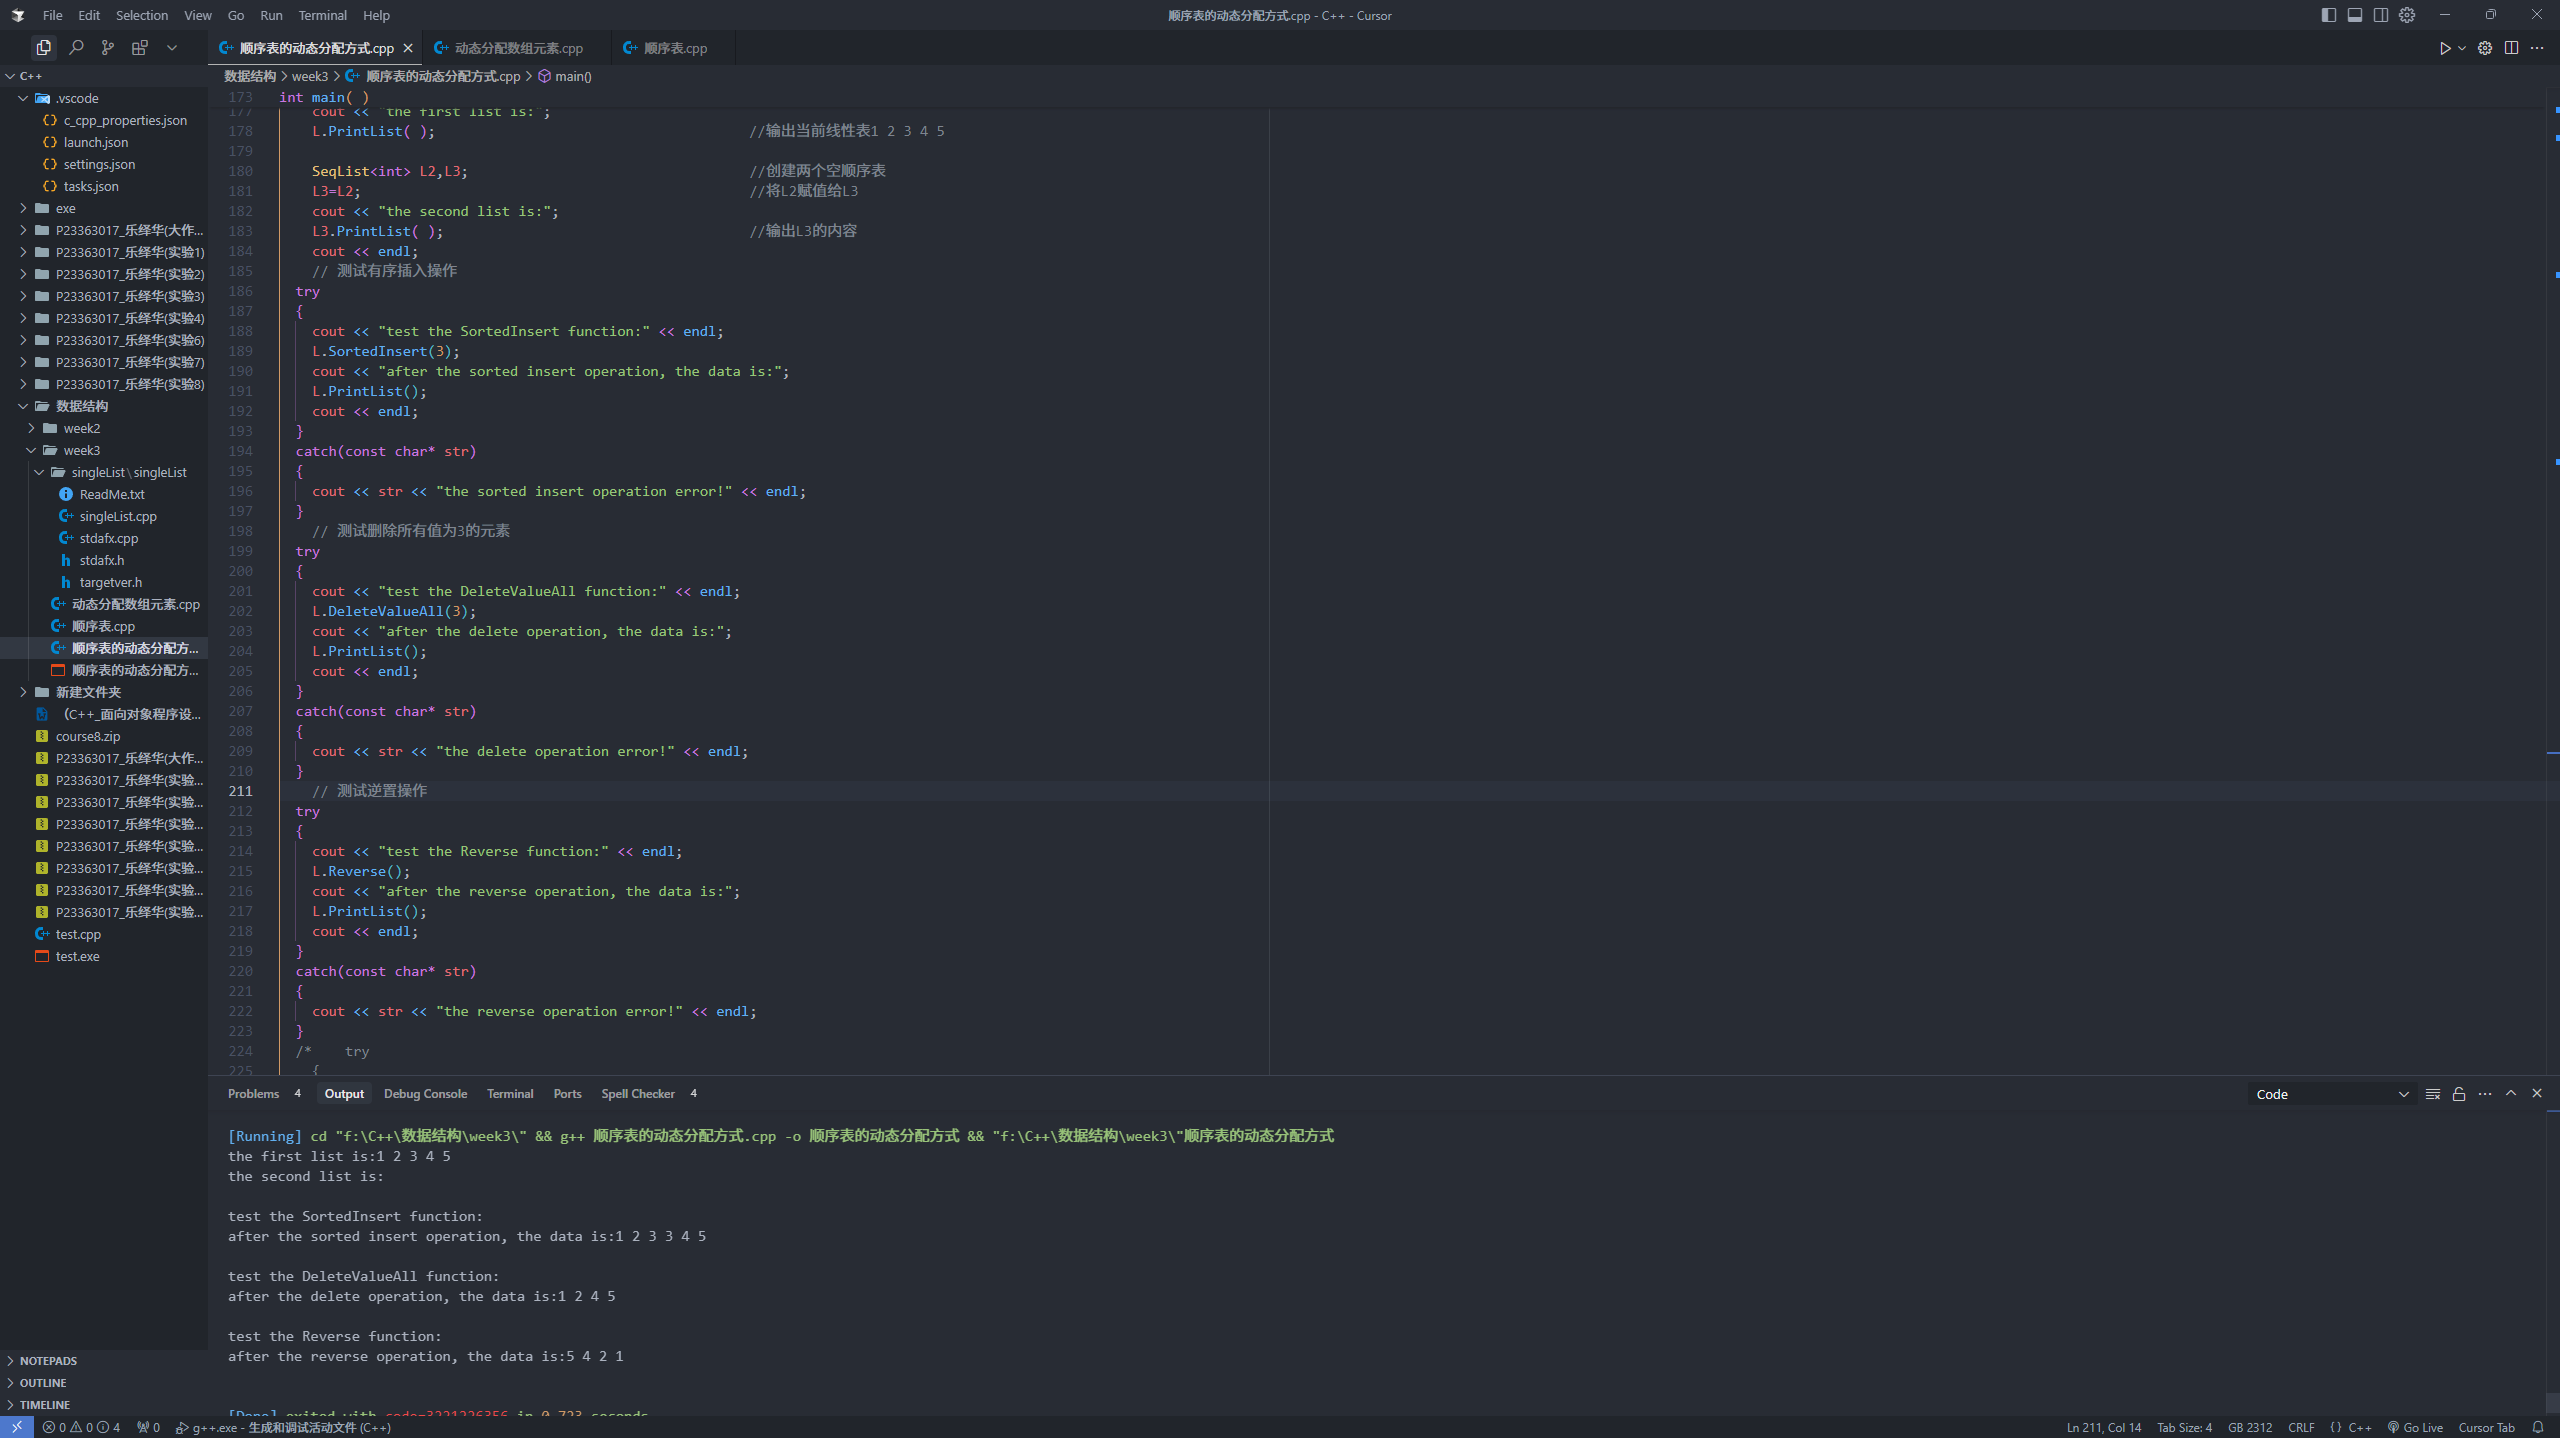 File Edit Selection View Go Run Terminal Help
顺序表的动态分配方式.cpp - C++ - Cursor
顺序表的动态分配方式.cpp
动态分配数组元素.cpp
顺序表.cpp
C++
.vscode
c_cpp_properties.json
launch.json
settings.json
tasks.json
exe
P23363017_乐绎华(大作...
P23363017_乐绎华(实验1)
P23363017_乐绎华(实验2)
P23363017_乐绎华(实验3)
P23363017_乐绎华(实验4)
P23363017_乐绎华(实验6)
P23363017_乐绎华(实验7)
P23363017_乐绎华(实验8)
数据结构
week2
week3
singleList\singleList
ReadMe.txt
singleList.cpp
stdafx.cpp
stdafx.h
targetver.h
动态分配数组元素.cpp
顺序表.cpp
顺序表的动态分配方...
顺序表的动态分配方...
新建文件夹
(C++_面向对象程序设...
course8.zip
P23363017_乐绎华(大作...
P23363017_乐绎华(实验...
P23363017_乐绎华(实验...
P23363017_乐绎华(实验...
P23363017_乐绎华(实验...
P23363017_乐绎华(实验...
P23363017_乐绎华(实验...
P23363017_乐绎华(实验...
test.cpp
test.exe
NOTEPADS
OUTLINE
TIMELINE
数据结构 > week3 > 顺序表的动态分配方式.cpp > main()
173 int main( )
177 cout << "the first list is:";
178 L.PrintList( ); //输出当前线性表1 2 3 4 5
179
180 SeqList<int> L2,L3; //创建两个空顺序表
181 L3=L2; //将L2赋值给L3
182 cout << "the second list is:";
183 L3.PrintList( ); //输出L3的内容
184 cout << endl;
185 // 测试有序插入操作
186 try
187 {
188 cout << "test the SortedInsert function:" << endl;
189 L.SortedInsert(3);
190 cout << "after the sorted insert operation, the data is:";
191 L.PrintList();
192 cout << endl;
193 }
194 catch(const char* str)
195 {
196 cout << str << "the sorted insert operation error!" << endl;
197 }
198 // 测试删除所有值为3的元素
199 try
200 {
201 cout << "test the DeleteValueAll function:" << endl;
202 L.DeleteValueAll(3);
203 cout << "after the delete operation, the data is:";
204 L.PrintList();
205 cout << endl;
206 }
207 catch(const char* str)
208 {
209 cout << str << "the delete operation error!" << endl;
210 }
211 // 测试逆置操作
212 try
213 {
214 cout << "test the Reverse function:" << endl;
215 L.Reverse();
216 cout << "after the reverse operation, the data is:";
217 L.PrintList();
218 cout << endl;
219 }
220 catch(const char* str)
221 {
222 cout << str << "the reverse operation error!" << endl;
223 }
224 /* try
225 {
Problems 4 Output Debug Console Terminal Ports Spell Checker 4 Code
[Running] cd "f:\C++\数据结构\week3\" && g++ 顺序表的动态分配方式.cpp -o 顺序表的动态分配方式 && "f:\C++\数据结构\week3\"顺序表的动态分配方式
the first list is:1 2 3 4 5
the second list is:
test the SortedInsert function:
after the sorted insert operation, the data is:1 2 3 3 4 5
test the DeleteValueAll function:
after the delete operation, the data is:1 2 4 5
test the Reverse function:
after the reverse operation, the data is:5 4 2 1
[Done] exited with code=3221226356 in 0.723 seconds
0 0 4 0 g++.exe - 生成和调试活动文件 (C++) Ln 211, Col 14 Tab Size: 4 GB 2312 CRLF {} C++ Go Live Cursor Tab